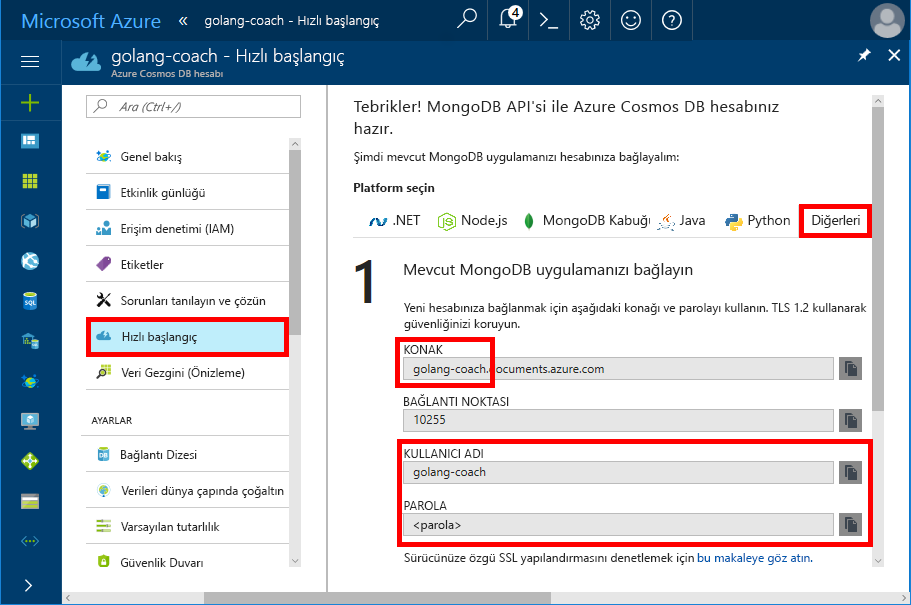 Microsoft Azure « golang-coach - Hızlı başlangıç
4
golang-coach - Hızlı başlangıç
Azure Cosmos DB hesabı
Ara (Ctrl+/)
Genel bakış
Etkinlik günlüğü
Erişim denetimi (IAM)
Etiketler
Sorunları tanılayın ve çözün
Hızlı başlangıç
Veri Gezgini (Önizleme)
AYARLAR
Bağlantı Dizesi
Verileri dünya çapında çoğaltın
Varsayılan tutarlılık
Güvenlik Duvarı
Tebrikler! MongoDB API'si ile Azure Cosmos DB hesabınız
hazır.
Şimdi mevcut MongoDB uygulamanızı hesabınıza bağlayalım:
Platform seçin
.NET Node.js MongoDB Kabuğu Java Python Diğerleri
1 Mevcut MongoDB uygulamanızı bağlayın
Yeni hesabınıza bağlanmak için aşağıdaki konağı ve parolayı kullanın. TLS 1.2 kullanarak
güvenliğinizi koruyun.
KONAK
golang-coach.documents.azure.com
BAĞLANTI NOKTASI
10255
KULLANICI ADI
golang-coach
PAROLA
<parola>
Sürücünüze özgü SSL yapılandırmasını denetlemek için bu makaleye göz atın.